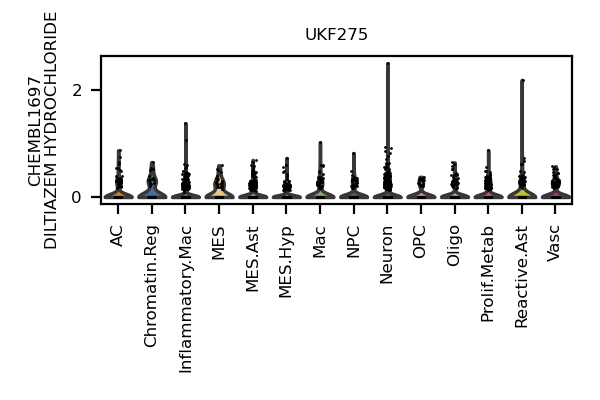 UKF275
CHEMBL1697
DILTIAZEM HYDROCHLORIDE
2
0
AC
Chromatin.Reg
Inflammatory.Mac
MES
MES.Ast
MES.Hyp
Mac
NPC
Neuron
OPC
Oligo
Prolif.Metab
Reactive.Ast
Vasc